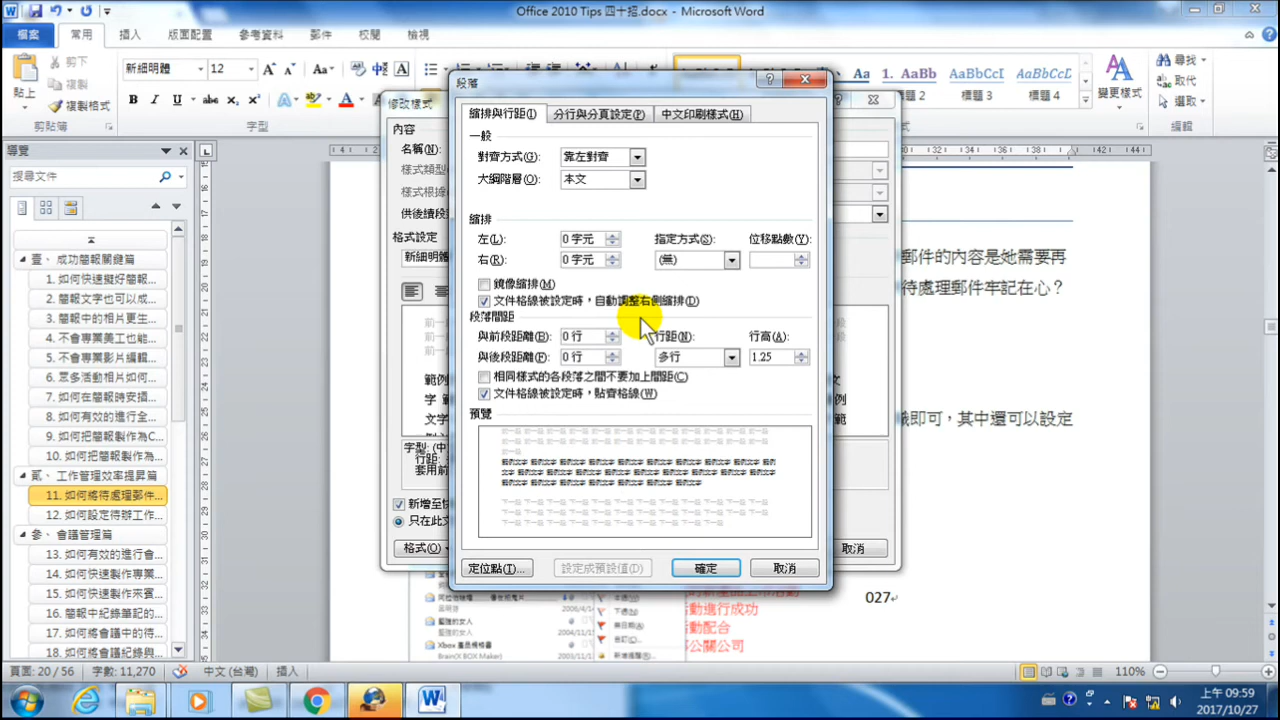 Office 2010 Tips 四十招.docx - Microsoft Word
檔案 常用 插入 版面配置 參考資料 郵件 校閱 檢視
貼上 剪下 複製 複製格式 剪貼簿
新細明體 12 字型
Aa 1. AaBb AaBbCcI AaBbCcL
標題 2 標題 3 標題 4 變更樣式
尋找 取代 選取 編輯
導覽
搜尋文件
壹、成功簡報關鍵篇
1. 如何快速擬好簡報...
2. 簡報文字也可以成...
3. 簡報中的相片更生...
4. 不會專業美工也能...
5. 不會專業影片編輯...
6. 眾多活動相片如何...
7. 如何在簡報時安插...
8. 如何有效的進行全...
9. 如何把簡報製作為C...
10. 如何把簡報製作為...
貳、工作管理效率提昇篇
11. 如何將待處理郵件...
12. 如何設定待辦工作...
參、會議管理篇
13. 如何有效的進行會...
14. 如何快速製作專業...
15. 如何快速製作來賓...
16. 簡報中紀錄筆記的...
17. 如何將會議中的待...
18. 如何將會議紀錄與...
修改樣式
內容
名稱(N):
樣式類型
樣式根據
供後續段
格式設定
新細明體
新增至快
只在此文
格式(O)
取消
段落
縮排與行距(I) 分行與分頁設定(P) 中文印刷樣式(H)
一般
對齊方式(G): 靠左對齊
大綱階層(O): 本文
縮排
左(L): 0 字元 指定方式(S): 位移點數(Y):
右(R): 0 字元 (無)
鏡像縮排(M)
文件格線被設定時，自動調整右側縮排(D)
段落間距
與前段距離(B): 0 行 行距(N): 行高(A):
與後段距離(F): 0 行 多行 1.25
相同樣式的各段落之間不要加上間距(C)
文件格線被設定時，貼齊格線(W)
預覽
定位點(T)... 設定成預設值(D) 確定 取消
郵件的內容是她需要再
待處理郵件牢記在心？
即可，其中還可以設定
027
動進行成功
動配合
公關公司
Xbox 產品規格書
Brain(X BOX Maker)
頁面: 20 / 56 字數: 11,270 中文 (台灣) 插入 110%
上午 09:59
2017/10/27